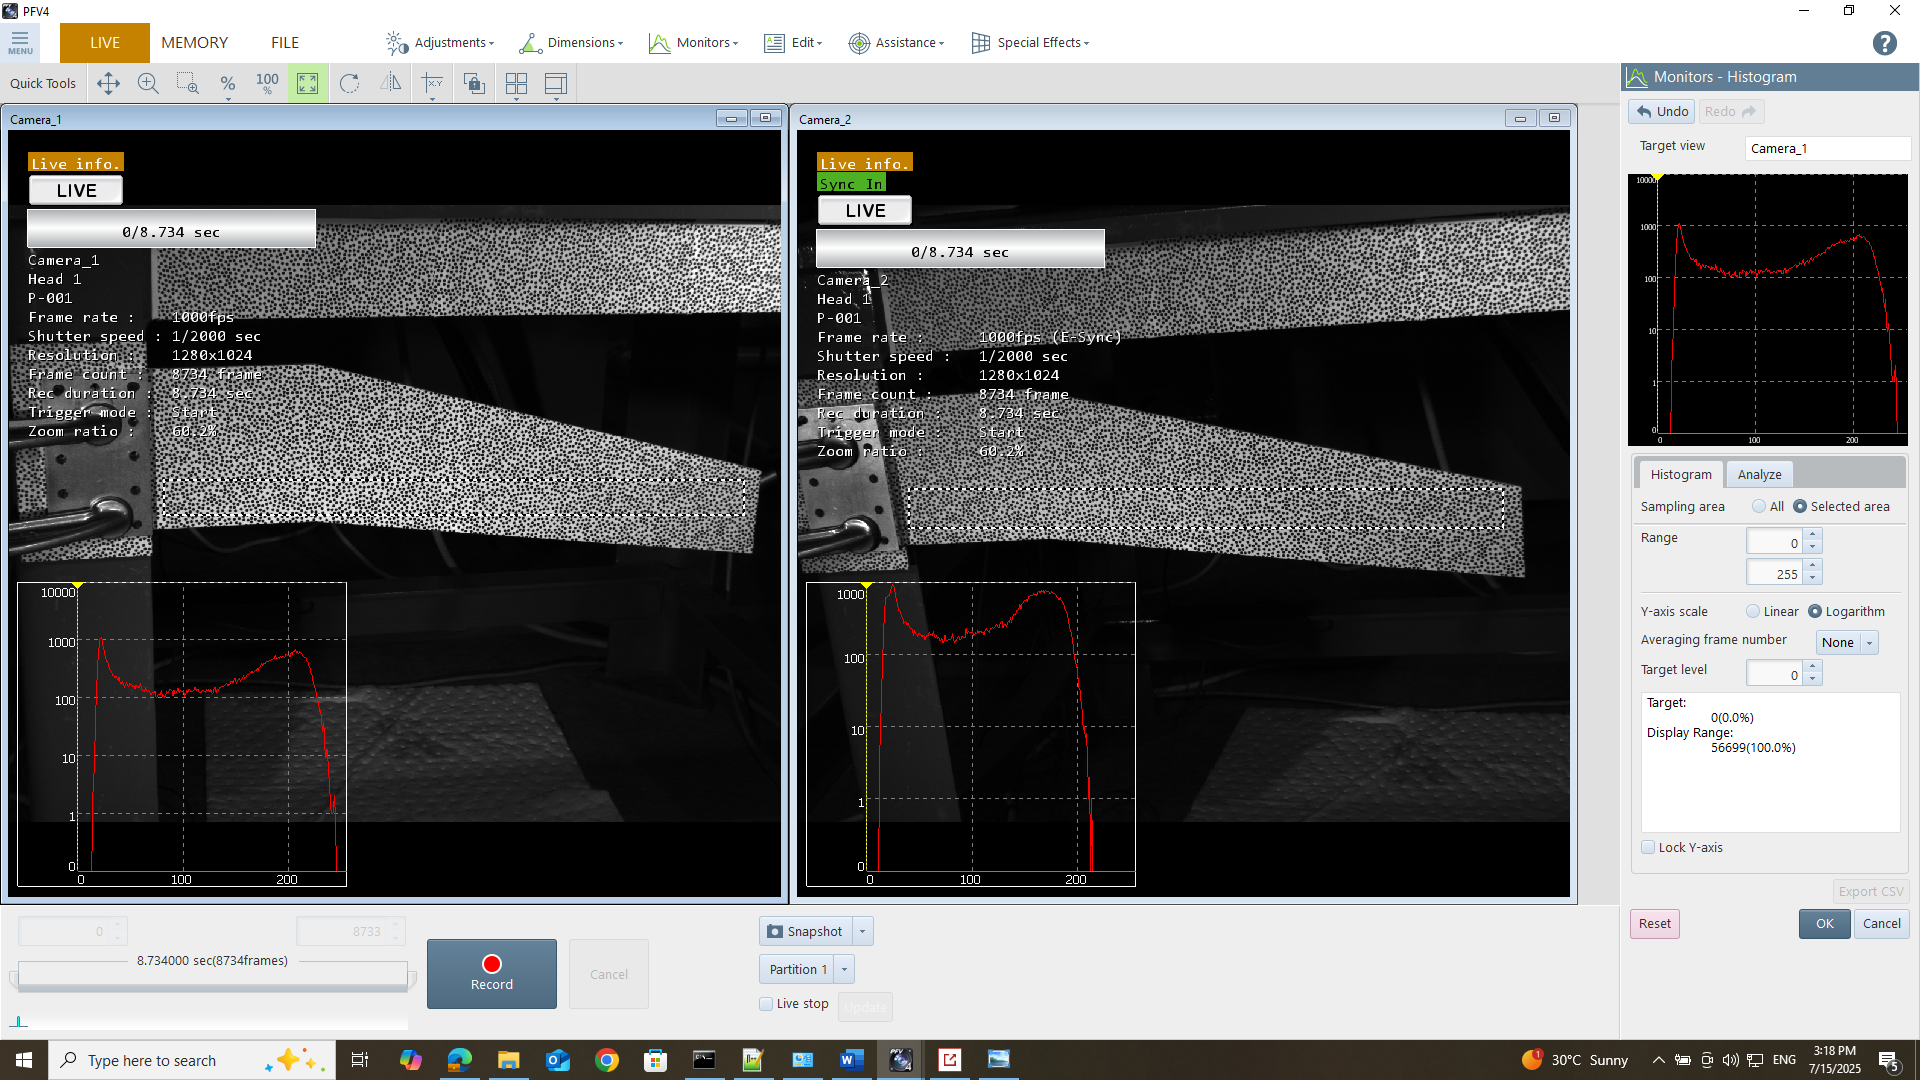 PFV4
MENU
LIVE
MEMORY
FILE
Adjustments
Dimensions
Monitors
Edit
Assistance
Special Effects
Quick Tools
%
100
%
Camera_1
Live info.
LIVE
0/8.734 sec
Camera_1
Head 1
P-001
Frame rate : 1000fps
Shutter speed : 1/2000 sec
Resolution : 1280x1024
Frame count : 8734 frame
Rec duration : 8.734 sec
Trigger mode : Start
Zoom ratio : 60.2%
10000
1000
100
10
1
0
0 100 200
Camera_2
Live info.
Sync In
LIVE
0/8.734 sec
Camera_2
Head 1
P-001
Frame rate : 1000fps (E-Sync)
Shutter speed : 1/2000 sec
Resolution : 1280x1024
Frame count : 8734 frame
Rec duration : 8.734 sec
Trigger mode : Start
Zoom ratio : 60.2%
1000
100
10
1
0
0 100 200
Monitors - Histogram
Undo
Redo
Target view
Camera_1
10000
1000
100
10
1
0
0 100 200
Histogram
Analyze
Sampling area
All
Selected area
Range
0
255
Y-axis scale
Linear
Logarithm
Averaging frame number
None
Target level
0
Target:
0(0.0%)
Display Range:
56699(100.0%)
Lock Y-axis
Export CSV
Reset
OK
Cancel
0
8733
8.734000 sec(8734frames)
Record
Cancel
Snapshot
Partition 1
Live stop
Update
Type here to search
30°C Sunny
ENG
3:18 PM
7/15/2025
5